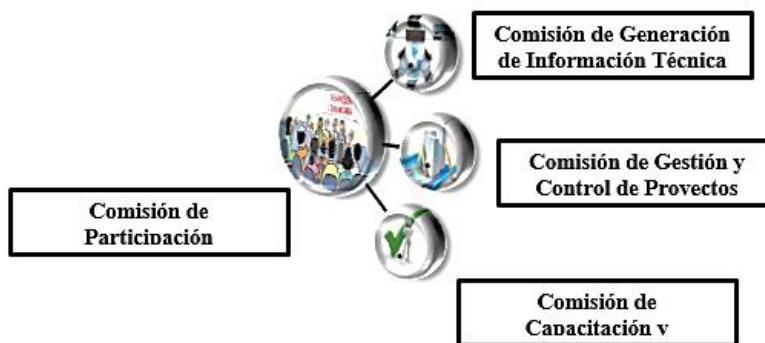 Comisión de Generación
de Información Técnica
Comisión de Gestión y
Control de Proyectos
Comisión de
Participación
Comisión de
Capacitación y